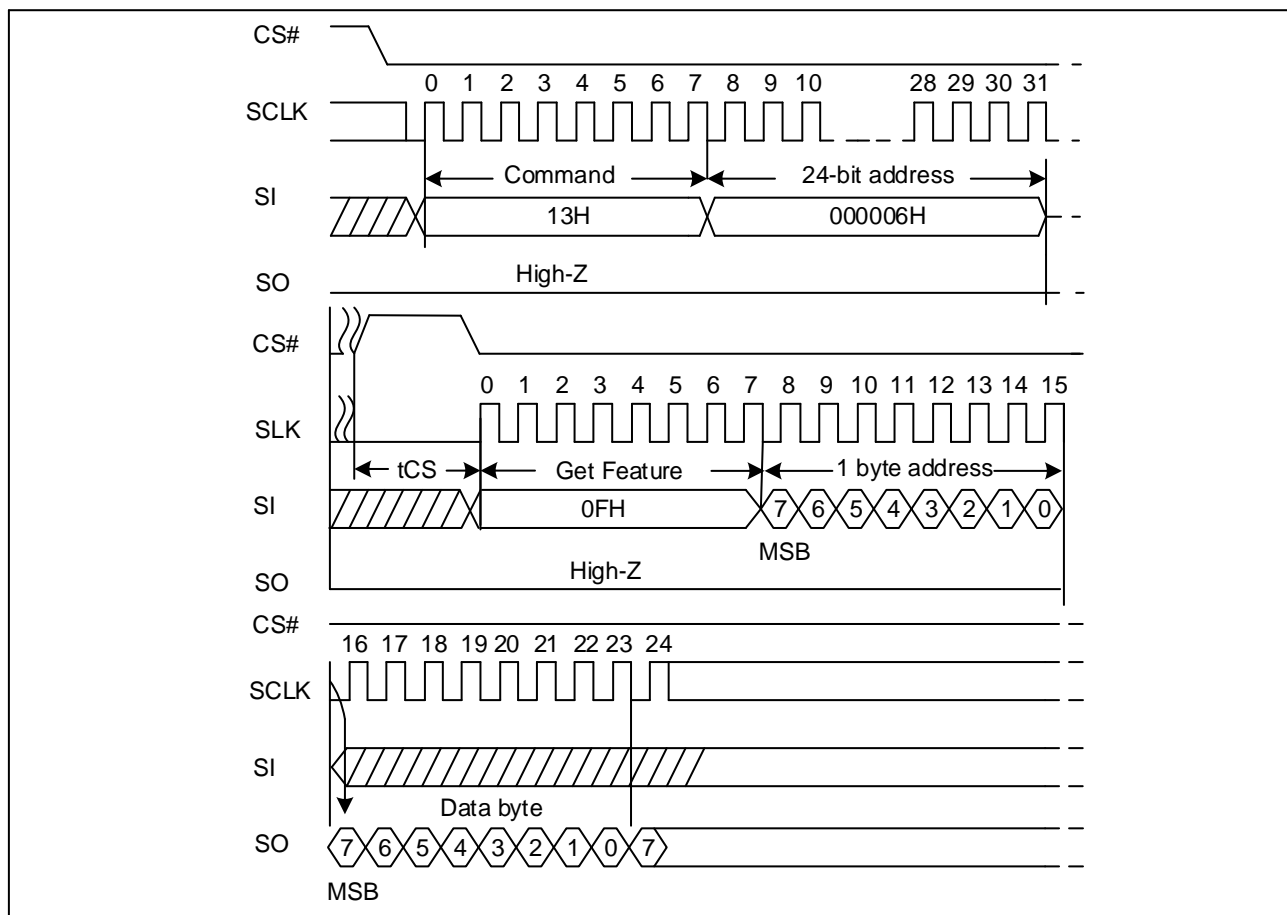 CS#
0 1 2 3 4 5 6 7 8 9 10 28 29 30 31
SCLK
Command 24-bit address
SI
13H 000006H
High-Z
SO
CS#
0 1 2 3 4 5 6 7 8 9 10 11 12 13 14 15
SLK
tCS Get Feature 1 byte address
SI
0FH 7 6 5 4 3 2 1 0
MSB
High-Z
SO
CS#
16 17 18 19 20 21 22 23 24
SCLK
SI
Data byte
SO 7 6 5 4 3 2 1 0 7
MSB